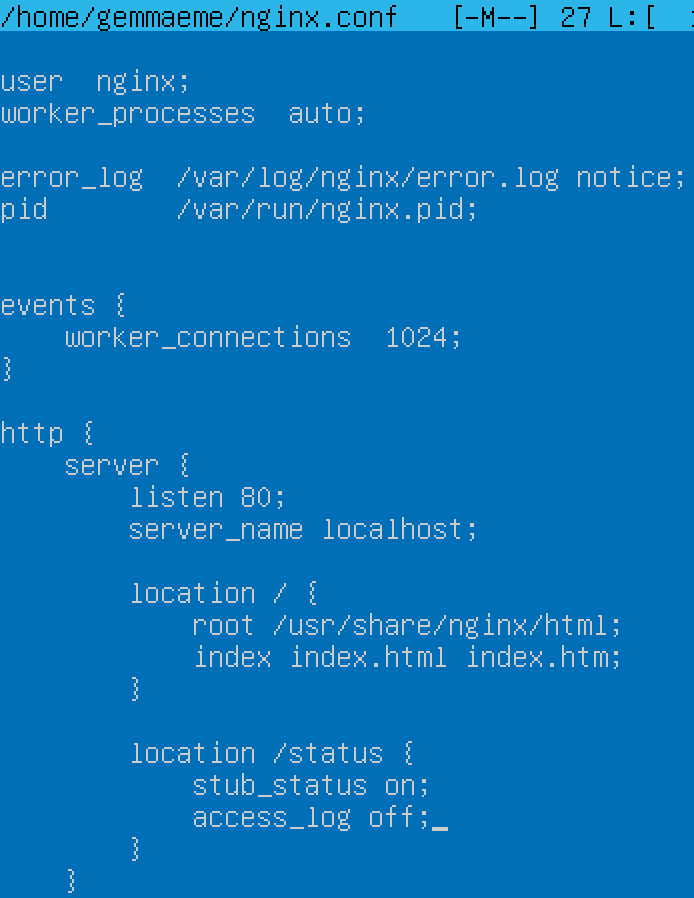 /home/gemmaeme/nginx.conf   [-M--] 27 L:[

user  nginx;
worker_processes  auto;

error_log  /var/log/nginx/error.log notice;
pid        /var/run/nginx.pid;


events {
    worker_connections  1024;
}

http {
    server {
        listen 80;
        server_name localhost;

        location / {
            root /usr/share/nginx/html;
            index index.html index.htm;
        }

        location /status {
            stub_status on;
            access_log off;
        }
    }